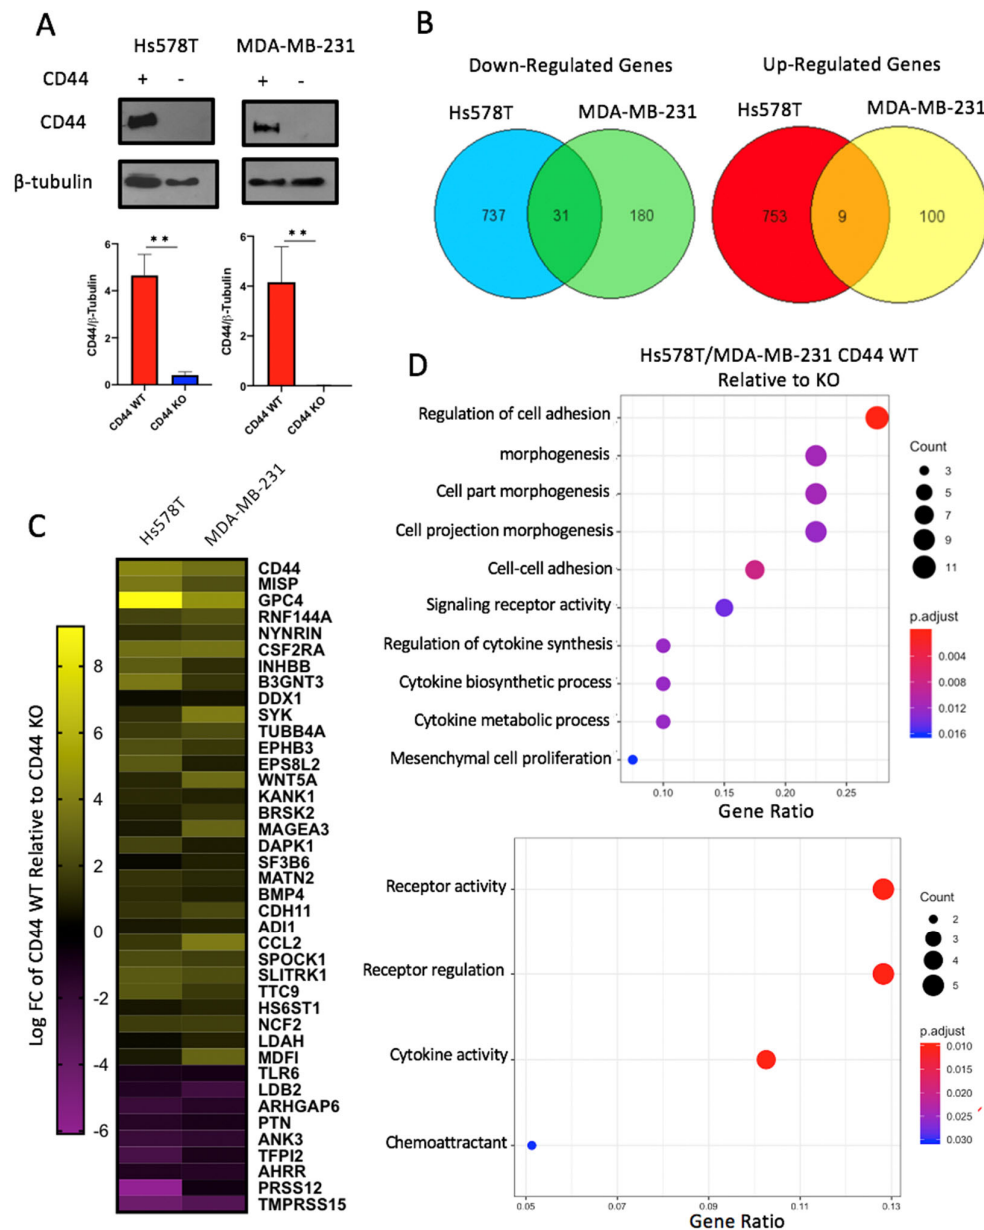 A
Hs578T MDA-MB-231
CD44 + - + -
CD44
β-tubulin
* * * *
CD44/β-Tubulin
6
4
2
0
CD44 WT
CD44 KO
CD44/β-Tubulin
6
4
2
0
CD44 WT
CD44 KO
B
Down-Regulated Genes
Hs578T MDA-MB-231
737 31 180
Up-Regulated Genes
Hs578T MDA-MB-231
753 9 100
C
Hs578T
MDA-MB-231
Log FC of CD44 WT Relative to CD44 KO
8
6
4
2
0
-2
-4
-6
CD44
MISP
GPC4
RNF144A
NYNRIN
CSF2RA
INHBB
B3GNT3
DDX1
SYK
TUBB4A
EPHB3
EPS8L2
WNT5A
KANK1
BRSK2
MAGEA3
DAPK1
SF3B6
MATN2
BMP4
CDH11
ADI1
CCL2
SPOCK1
SLITRK1
TTC9
HS6ST1
NCF2
LDAH
MDFI
TLR6
LDB2
ARHGAP6
PTN
ANK3
TFPI2
AHRR
PRSS12
TMPRSS15
D
Hs578T/MDA-MB-231 CD44 WT
Relative to KO
Regulation of cell adhesion
morphogenesis
Cell part morphogenesis
Cell projection morphogenesis
Cell-cell adhesion
Signaling receptor activity
Regulation of cytokine synthesis
Cytokine biosynthetic process
Cytokine metabolic process
Mesenchymal cell proliferation
0.10 0.15 0.20 0.25
Gene Ratio
Count
3
5
7
9
11
p.adjust
0.004
0.008
0.012
0.016
Receptor activity
Receptor regulation
Cytokine activity
Chemoattractant
0.05 0.07 0.09 0.11 0.13
Gene Ratio
Count
2
3
4
5
p.adjust
0.010
0.015
0.020
0.025
0.030